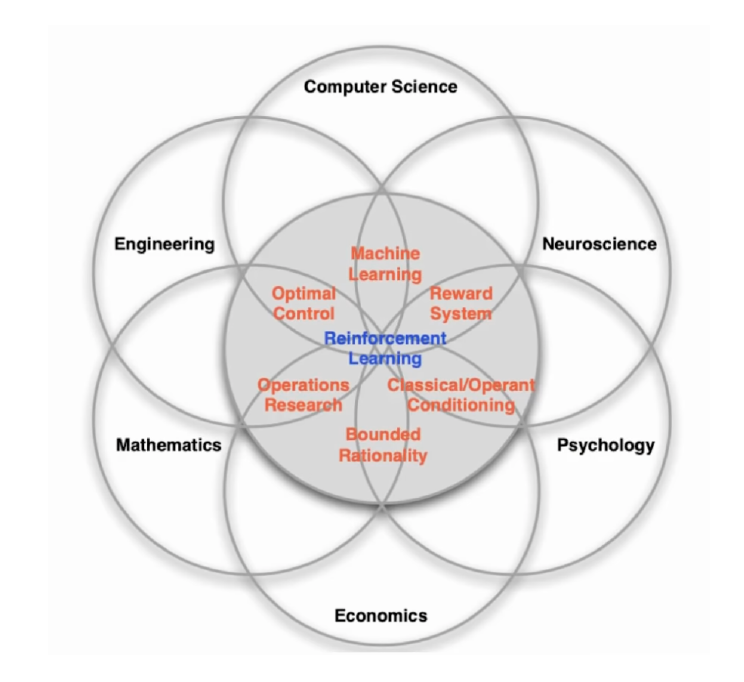 Computer Science
Engineering
Neuroscience
Machine
Learning
Optimal
Control
Reward
System
Reinforcement
Learning
Operations
Research
Classical/Operant
Conditioning
Bounded
Rationality
Mathematics
Psychology
Economics